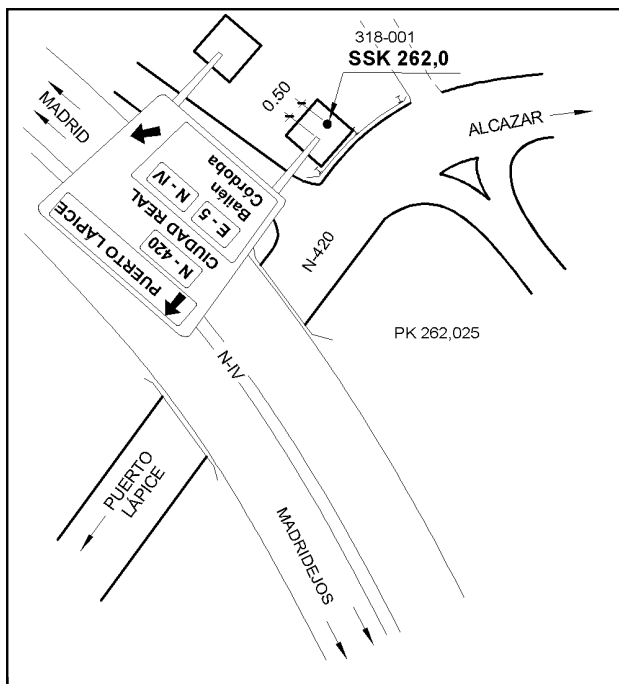 318-001
SSK 262,0
0.50
MADRID
ALCAZAR
Bailén
Córdoba
N - IV
E - 5
CIUDAD REAL
N - 420
PUERTO LÁPICE
N-420
PK 262,025
N-IV
PUERTO
LÁPICE
MADRIDEJOS